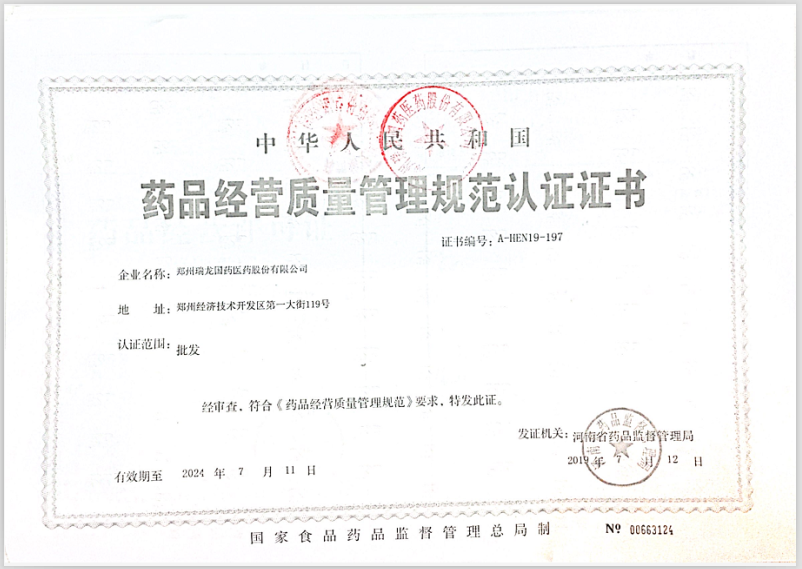 中华人民共和国
药品经营质量管理规范认证证书
证书编号：A-HEN19-197
企业名称：郑州瑞龙国药医药股份有限公司
地 址：郑州经济技术开发区第一大街119号
认证范围：批发
经审查，符合《药品经营质量管理规范》要求，特发此证。
发证机关：河南省药品监督管理局
2019 年 7 月 12 日
有效期至 2024 年 7 月 11 日
国家食品药品监督管理总局制 № 00663124